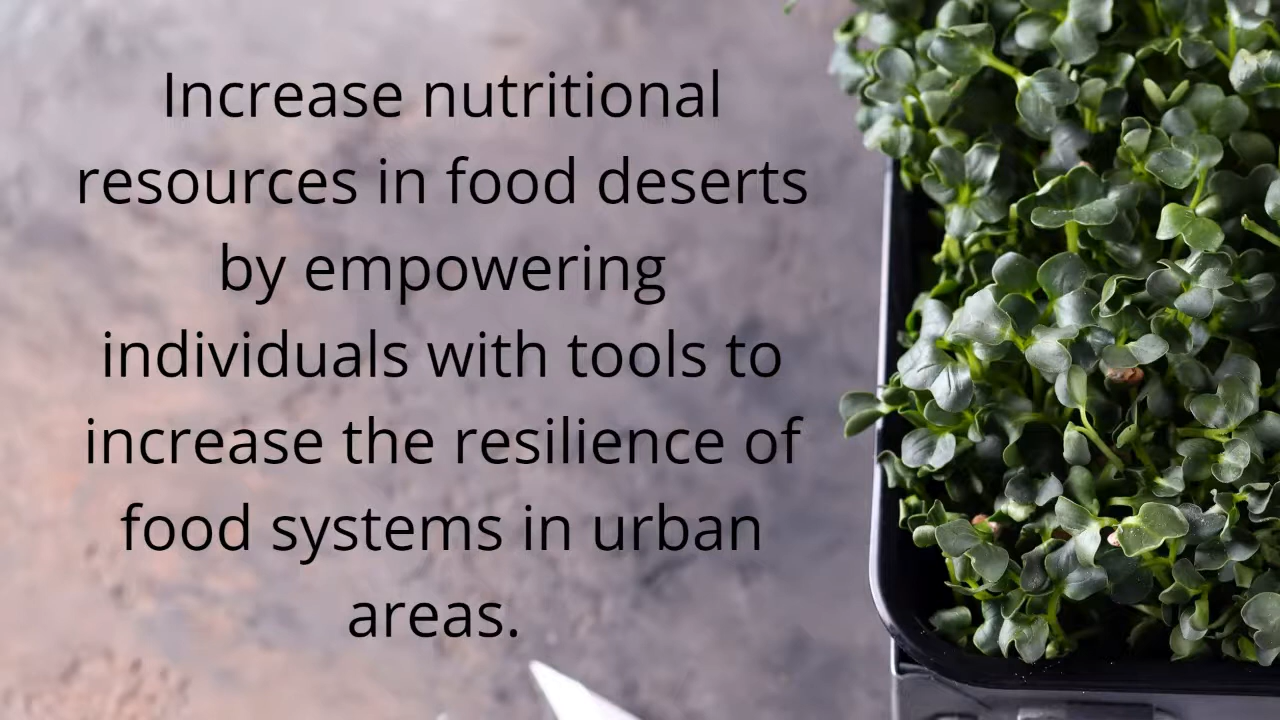 Increase nutritional
resources in food deserts
by empowering
individuals with tools to
increase the resilience of
food systems in urban
areas.